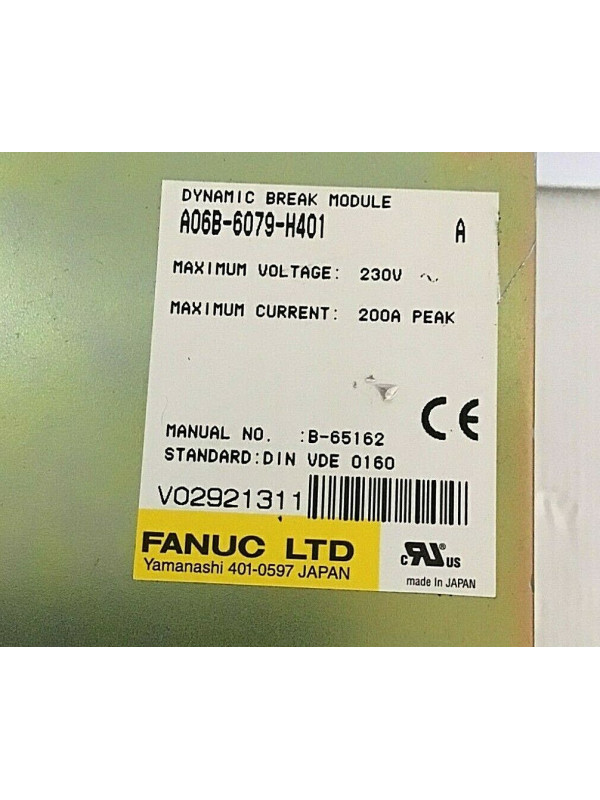 DYNAMIC BREAK MODULE
A06B-6079-H401 A
MAXIMUM VOLTAGE: 230V ~
MAXIMUM CURRENT: 200A PEAK
CE
MANUAL NO. :B-65162
STANDARD:DIN VDE 0160
V02921311
FANUC LTD
Yamanashi 401-0597 JAPAN
c RU US
made In JAPAN